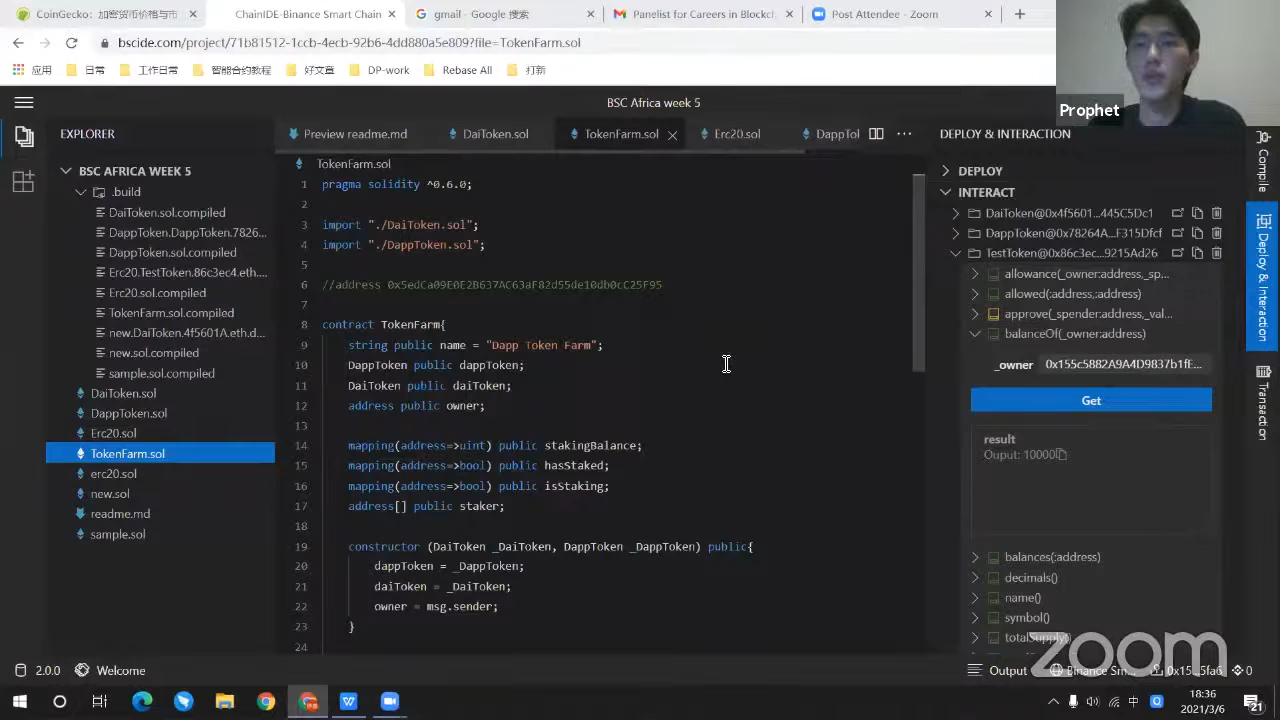 CoinGecko: 加密货币价格与市
ChainIDE-Binance Smart Chain
gmail - Google 搜索
Panelist for Careers in Blockc
Post Attendee - Zoom
bscide.com/project/71b81512-1ccb-4ecb-92b6-4dd880a5e809?file=TokenFarm.sol
应用 日常 工作日常 智能合约教程 好文章 DP-work Rebase All 打新
Prophet
BSC Africa week 5
EXPLORER
BSC AFRICA WEEK 5
.build
DaiToken.sol.compiled
DappToken.DappToken.7826...
DappToken.sol.compiled
Erc20.TestToken.86c3ec4.eth....
Erc20.sol.compiled
TokenFarm.sol.compiled
new.DaiToken.4f5601A.eth.d...
new.sol.compiled
sample.sol.compiled
DaiToken.sol
DappToken.sol
Erc20.sol
TokenFarm.sol
erc20.sol
new.sol
readme.md
sample.sol
Preview readme.md DaiToken.sol TokenFarm.sol Erc20.sol DappTol
TokenFarm.sol
1 pragma solidity ^0.6.0;
2
3 import "./DaiToken.sol";
4 import "./DappToken.sol";
5
6 //address 0x5edCa09E0E2B637AC63aF82d55de10db0cC25F95
7
8 contract TokenFarm{
9 string public name = "Dapp Token Farm";
10 DappToken public dappToken;
11 DaiToken public daiToken;
12 address public owner;
13
14 mapping(address=>uint) public stakingBalance;
15 mapping(address=>bool) public hasStaked;
16 mapping(address=>bool) public isStaking;
17 address[] public staker;
18
19 constructor (DaiToken _DaiToken, DappToken _DappToken) public{
20 dappToken = _DappToken;
21 daiToken = _DaiToken;
22 owner = msg.sender;
23 }
24
DEPLOY & INTERACTION
DEPLOY
INTERACT
DaiToken@0x4f5601...445C5Dc1
DappToken@0x78264A...F315Dfcf
TestToken@0x86c3ec...9215Ad26
allowance(_owner:address,_sp...
allowed(:address,:address)
approve(_spender:address,_val...
balanceOf(_owner:address)
_owner 0x155c5882A9A4D9837b1fE...
Get
result
Ouput: 10000
balances(:address)
decimals()
name()
symbol()
totalSupply()
Compile
Deploy & Interaction
Transaction
zoom
2.0.0 Welcome
Output Binance Sm... 0x15...5fa6 0
中
18:36
2021/3/6
21